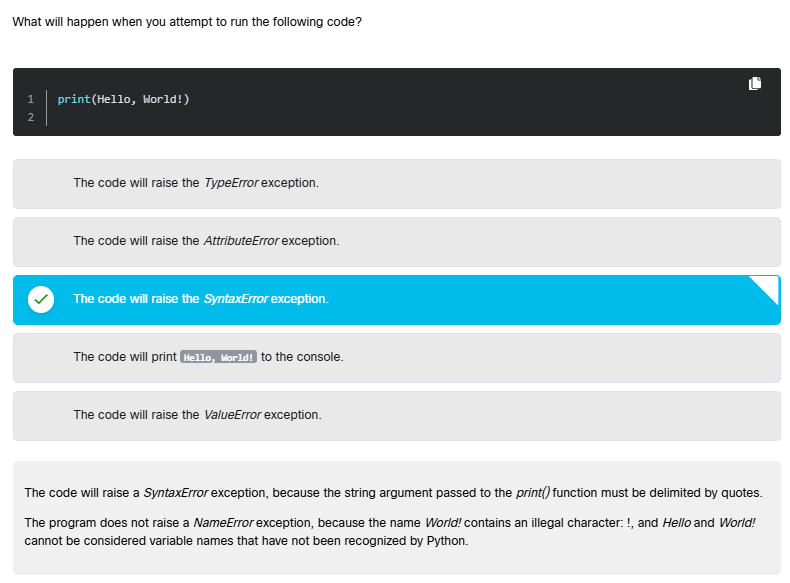 What will happen when you attempt to run the following code?
1 print(Hello, World!)
2
The code will raise the TypeError exception.
The code will raise the AttributeError exception.
The code will raise the SyntaxError exception.
The code will print Hello, World! to the console.
The code will raise the ValueError exception.
The code will raise a SyntaxError exception, because the string argument passed to the print() function must be delimited by quotes.
The program does not raise a NameError exception, because the name World! contains an illegal character: !, and Hello and World!
cannot be considered variable names that have not been recognized by Python.